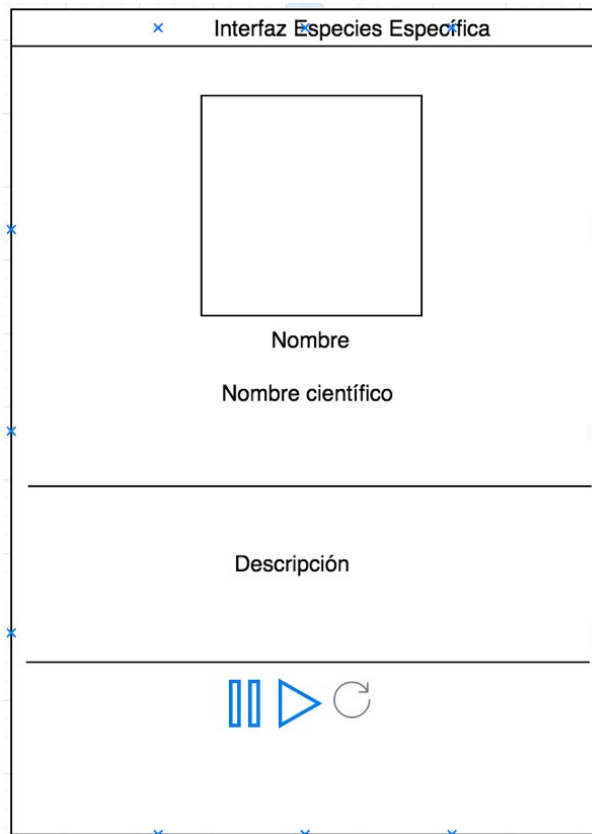 Interfaz Especies Específica
Nombre
Nombre científico
Descripción